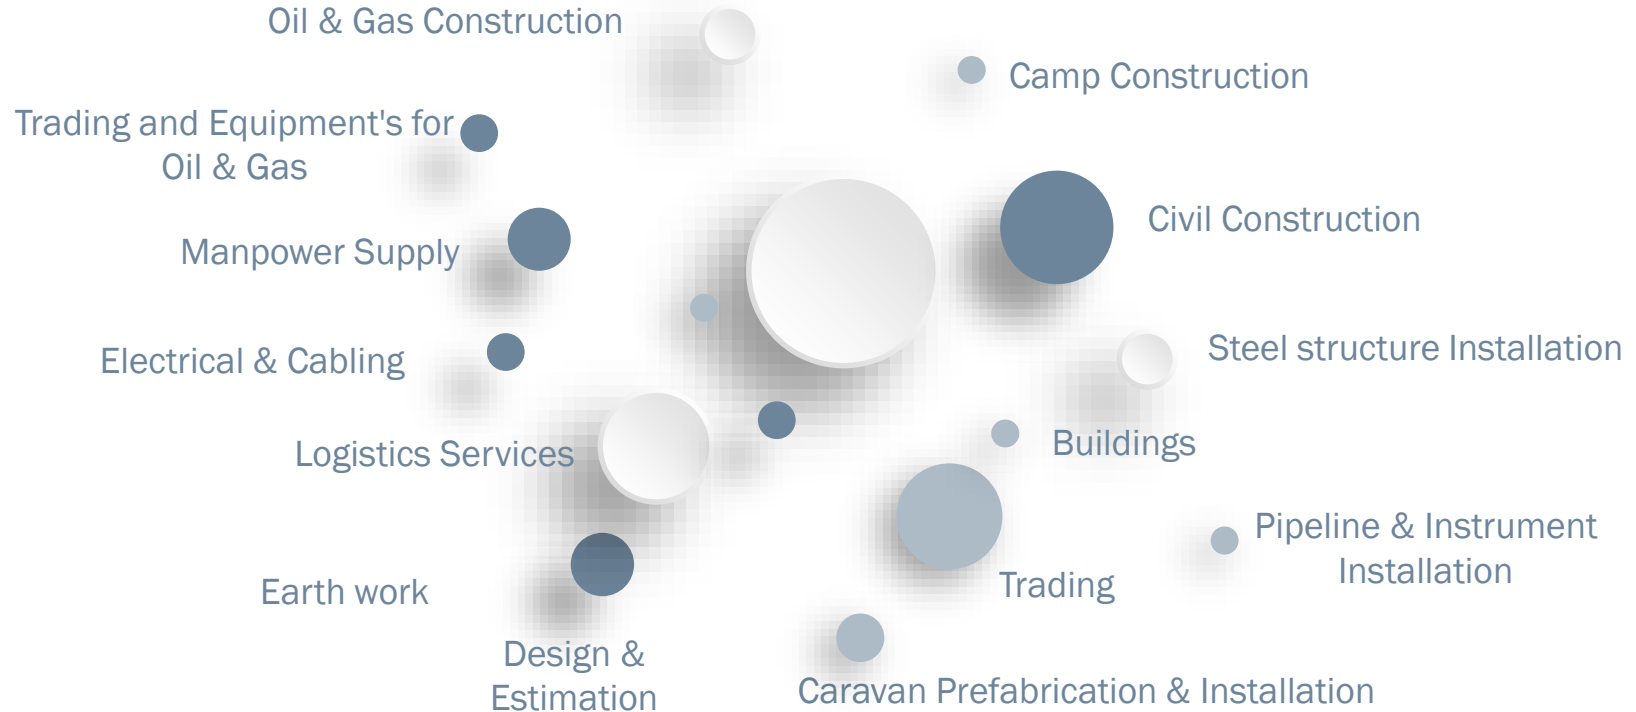 Oil & Gas Construction
Camp Construction
Trading and Equipment's for
Oil & Gas
Civil Construction
Manpower Supply
Steel structure Installation
Electrical & Cabling
Buildings
Logistics Services
Pipeline & Instrument
Installation
Trading
Earth work
Design &
Estimation
Caravan Prefabrication & Installation